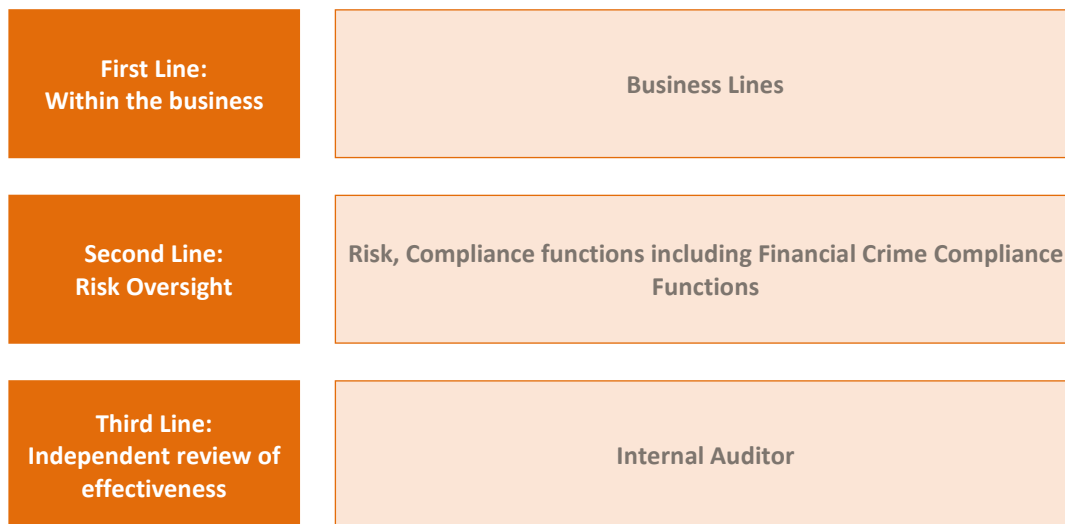 First Line:
Within the business
Business Lines
Second Line:
Risk Oversight
Risk, Compliance functions including Financial Crime Compliance
Functions
Third Line:
Independent review of
effectiveness
Internal Auditor